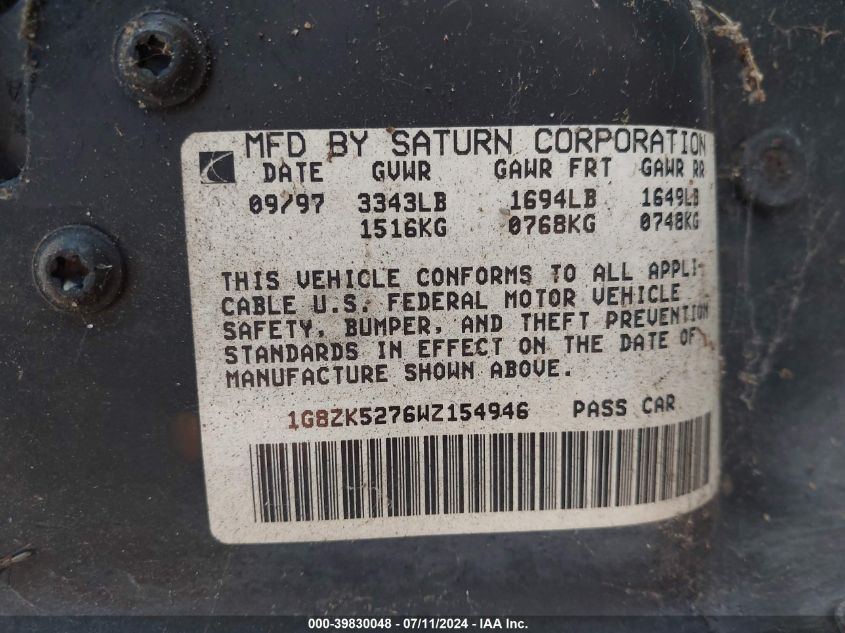 MFD BY SATURN CORPORATION
DATE GVWR GAWR FRT GAWR RR
09/97 3343LB 1694LB 1649LB
1516KG 0768KG 0748KG
THIS VEHICLE CONFORMS TO ALL APPLI-
CABLE U.S. FEDERAL MOTOR VEHICLE
SAFETY, BUMPER, AND THEFT PREVENTION
STANDARDS IN EFFECT ON THE DATE OF
MANUFACTURE SHOWN ABOVE.
1G8ZK5276WZ154946 PASS CAR
000-39830048 - 07/11/2024 - IAA Inc.